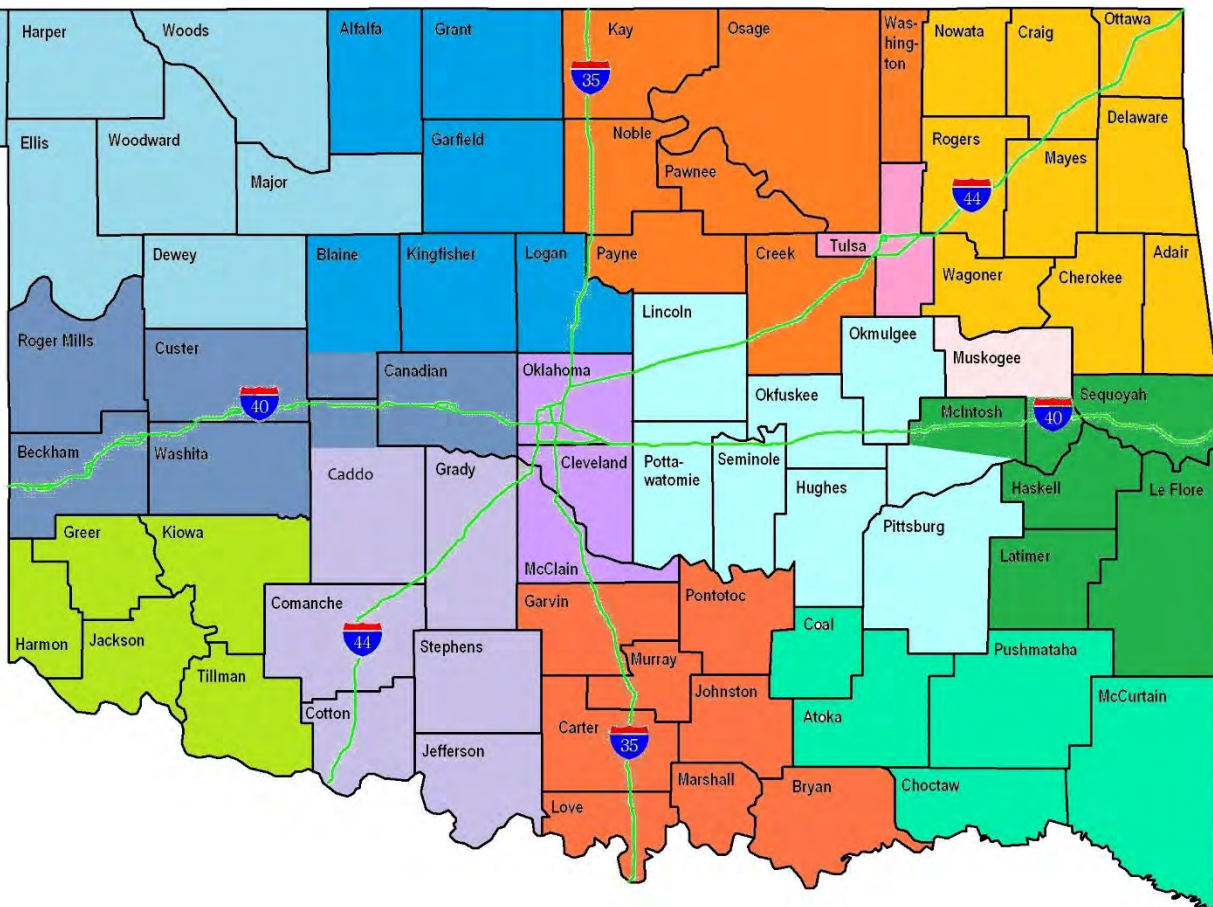 Harper
Woods
Alfalfa
Grant
Kay
Osage
Was-
hing-
ton
Nowata
Craig
Ottawa
35
Ellis
Woodward
Major
Garfield
Noble
Pawnee
Rogers
Mayes
Delaware
44
Dewey
Blaine
Kingfisher
Logan
Payne
Creek
Tulsa
Wagoner
Cherokee
Adair
Roger Mills
Custer
Canadian
Oklahoma
Lincoln
Okmulgee
Muskogee
40
Okfuskee
McIntosh
40
Sequoyah
Beckham
Washita
Caddo
Grady
Cleveland
Potta-
watomie
Seminole
Hughes
Pittsburg
Haskell
Le Flore
Greer
Kiowa
McClain
Latimer
Harmon
Jackson
Tillman
Comanche
44
Stephens
Garvin
Pontotoc
Murray
Coal
Pushmataha
Cotton
Jefferson
Carter
35
Johnston
Atoka
McCurtain
Love
Marshall
Bryan
Choctaw